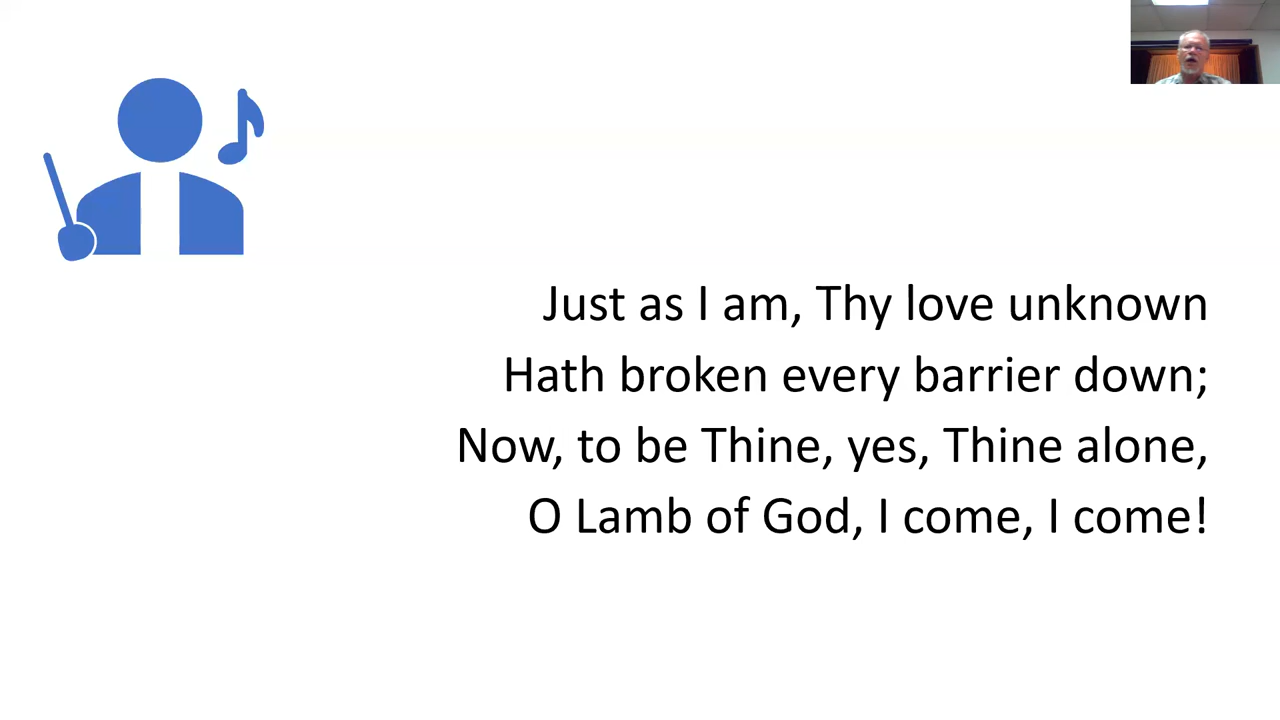 Just as I am, Thy love unknown
Hath broken every barrier down;
Now, to be Thine, yes, Thine alone,
O Lamb of God, I come, I come!